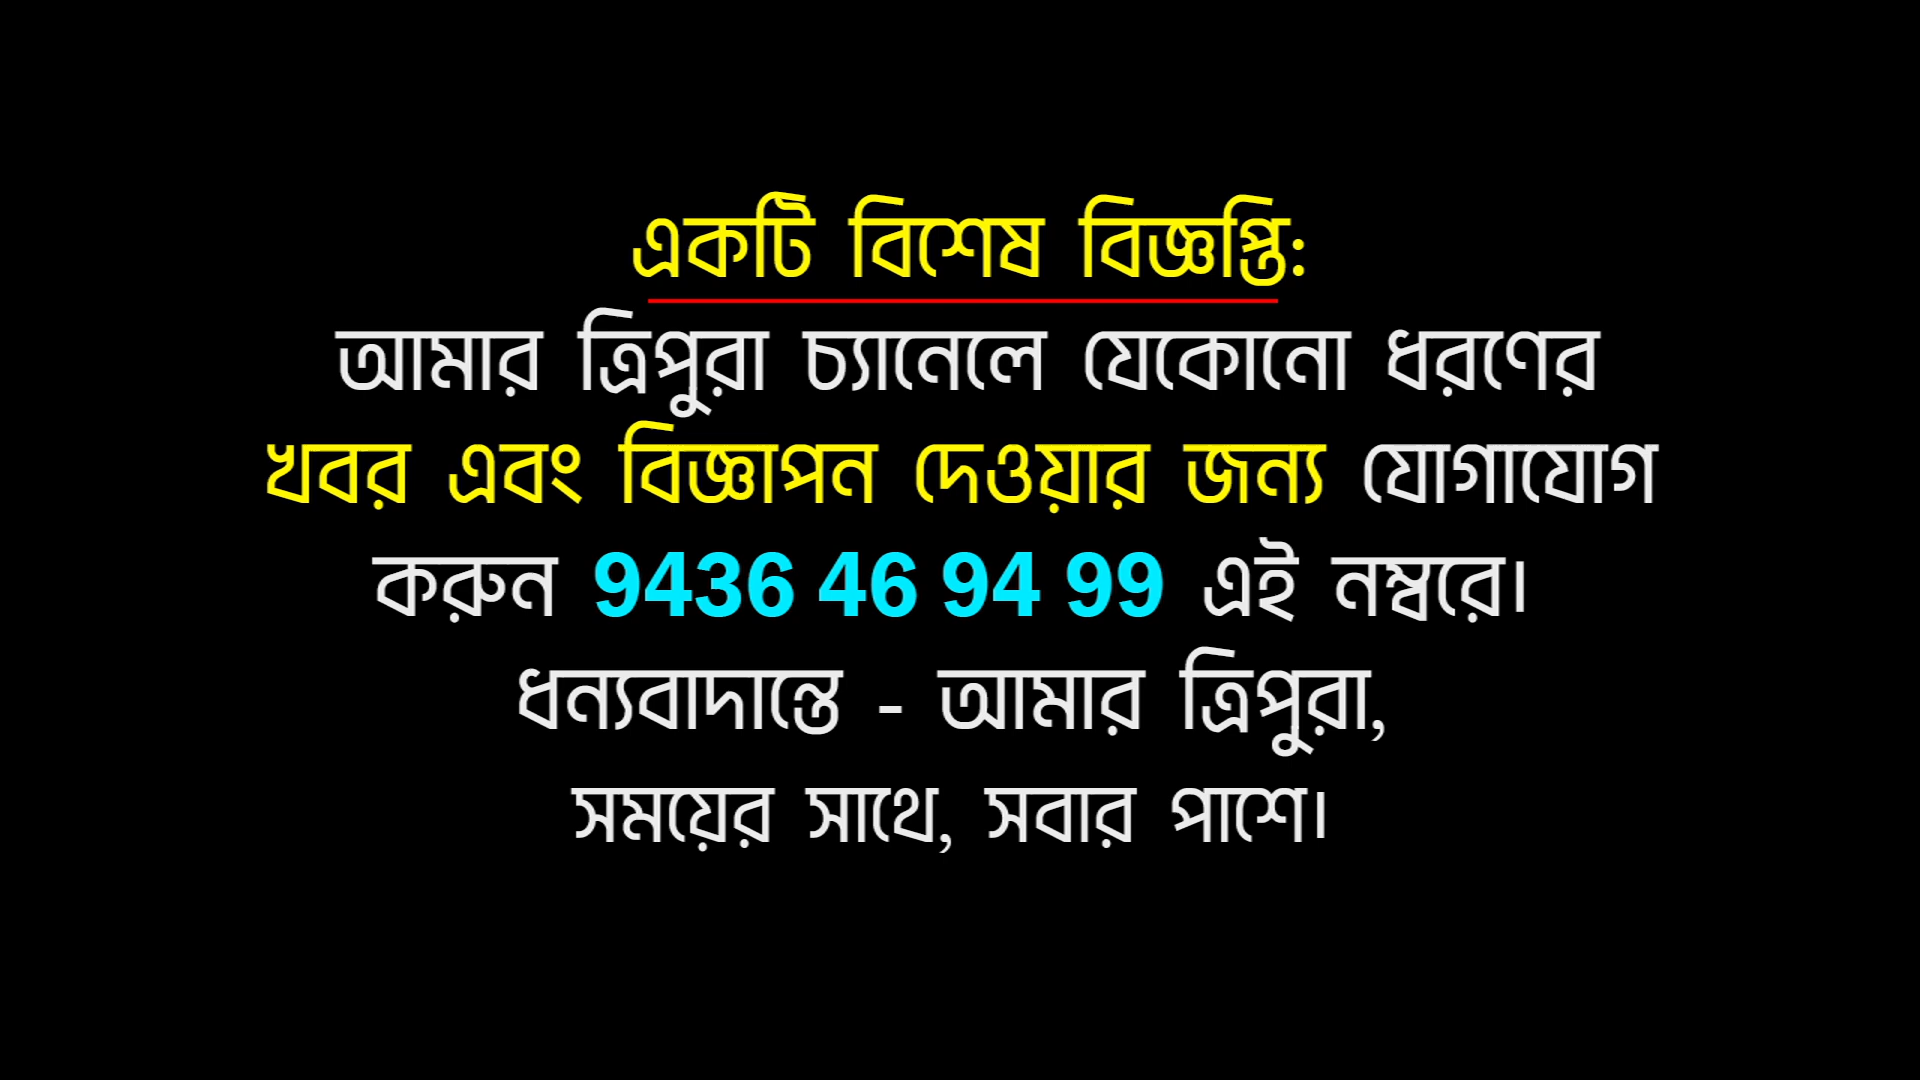 একটি বিশেষ বিজ্ঞপ্তি:
আমার ত্রিপুরা চ্যানেলে যেকোনো ধরণের
খবর এবং বিজ্ঞাপন দেওয়ার জন্য যোগাযোগ
করুন 9436 46 94 99 এই নম্বরে।
ধন্যবাদান্তে - আমার ত্রিপুরা,
সময়ের সাথে, সবার পাশে।